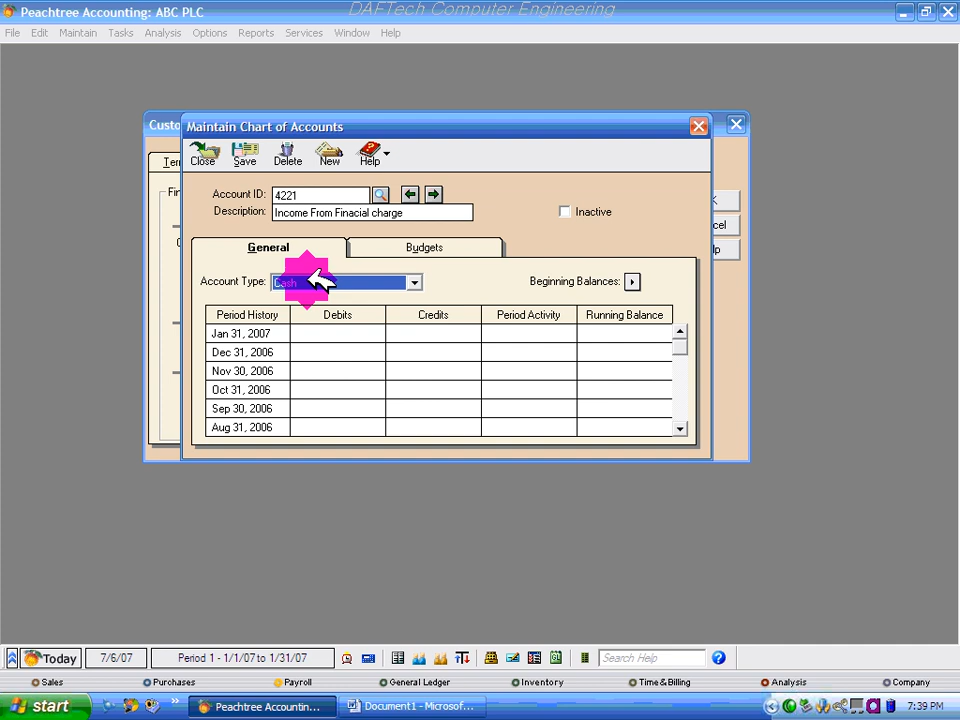 Peachtree Accounting: ABC PLC
DAFTech Computer Engineering
File Edit Maintain Tasks Analysis Options Reports Services Window Help
Custo
Maintain Chart of Accounts
Close Save Delete New Help
Account ID: 4221
Description: Income From Finacial charge
Inactive
General Budgets
Account Type: Cash
Beginning Balances:
Period History Debits Credits Period Activity Running Balance
Jan 31, 2007
Dec 31, 2006
Nov 30, 2006
Oct 31, 2006
Sep 30, 2006
Aug 31, 2006
Today 7/6/07 Period 1 - 1/1/07 to 1/31/07 Search Help
Sales Purchases Payroll General Ledger Inventory Time & Billing Analysis Company
start Peachtree Accountin... Document1 - Microsof... 7:39 PM